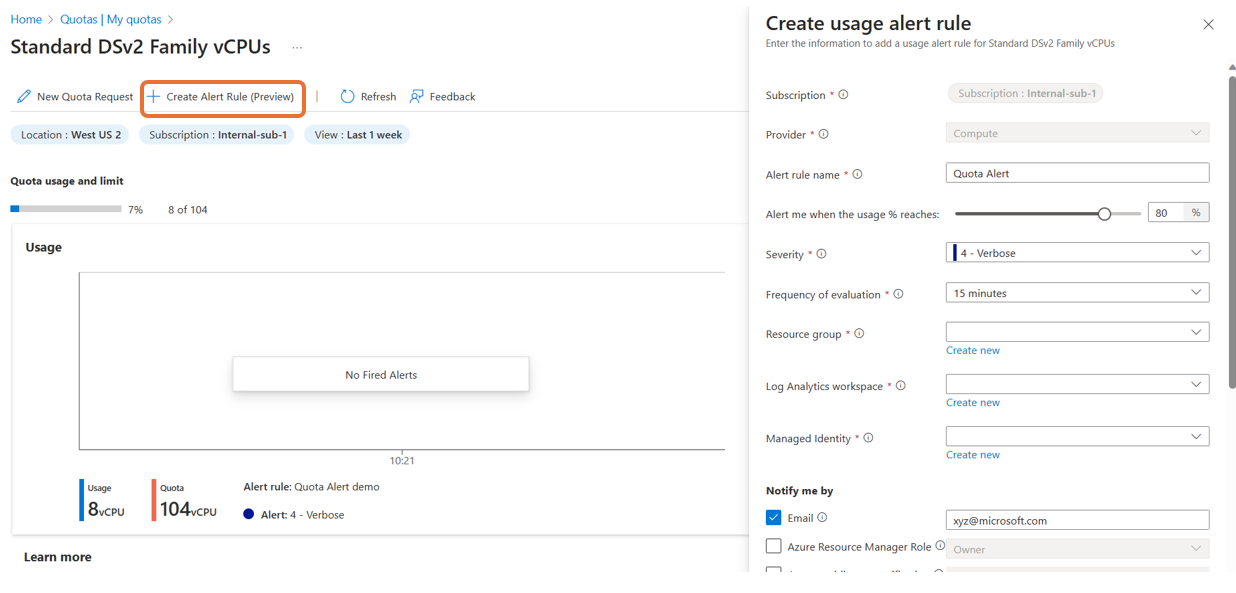 Home > Quotas | My quotas >
Standard DSv2 Family vCPUs ...
New Quota Request
Create Alert Rule (Preview)
Refresh
Feedback
Location : West US 2
Subscription : Internal-sub-1
View : Last 1 week
Quota usage and limit
7%
8 of 104
Usage
No Fired Alerts
10:21
Usage
8vCPU
Quota
104vCPU
Alert rule: Quota Alert demo
Alert: 4 - Verbose
Learn more
Create usage alert rule
Enter the information to add a usage alert rule for Standard DSv2 Family vCPUs
Subscription *
Subscription : Internal-sub-1
Provider *
Compute
Alert rule name *
Quota Alert
Alert me when the usage % reaches:
80 %
Severity *
4 - Verbose
Frequency of evaluation *
15 minutes
Resource group *
Create new
Log Analytics workspace *
Create new
Managed Identity *
Create new
Notify me by
Email
xyz@microsoft.com
Azure Resource Manager Role
Owner